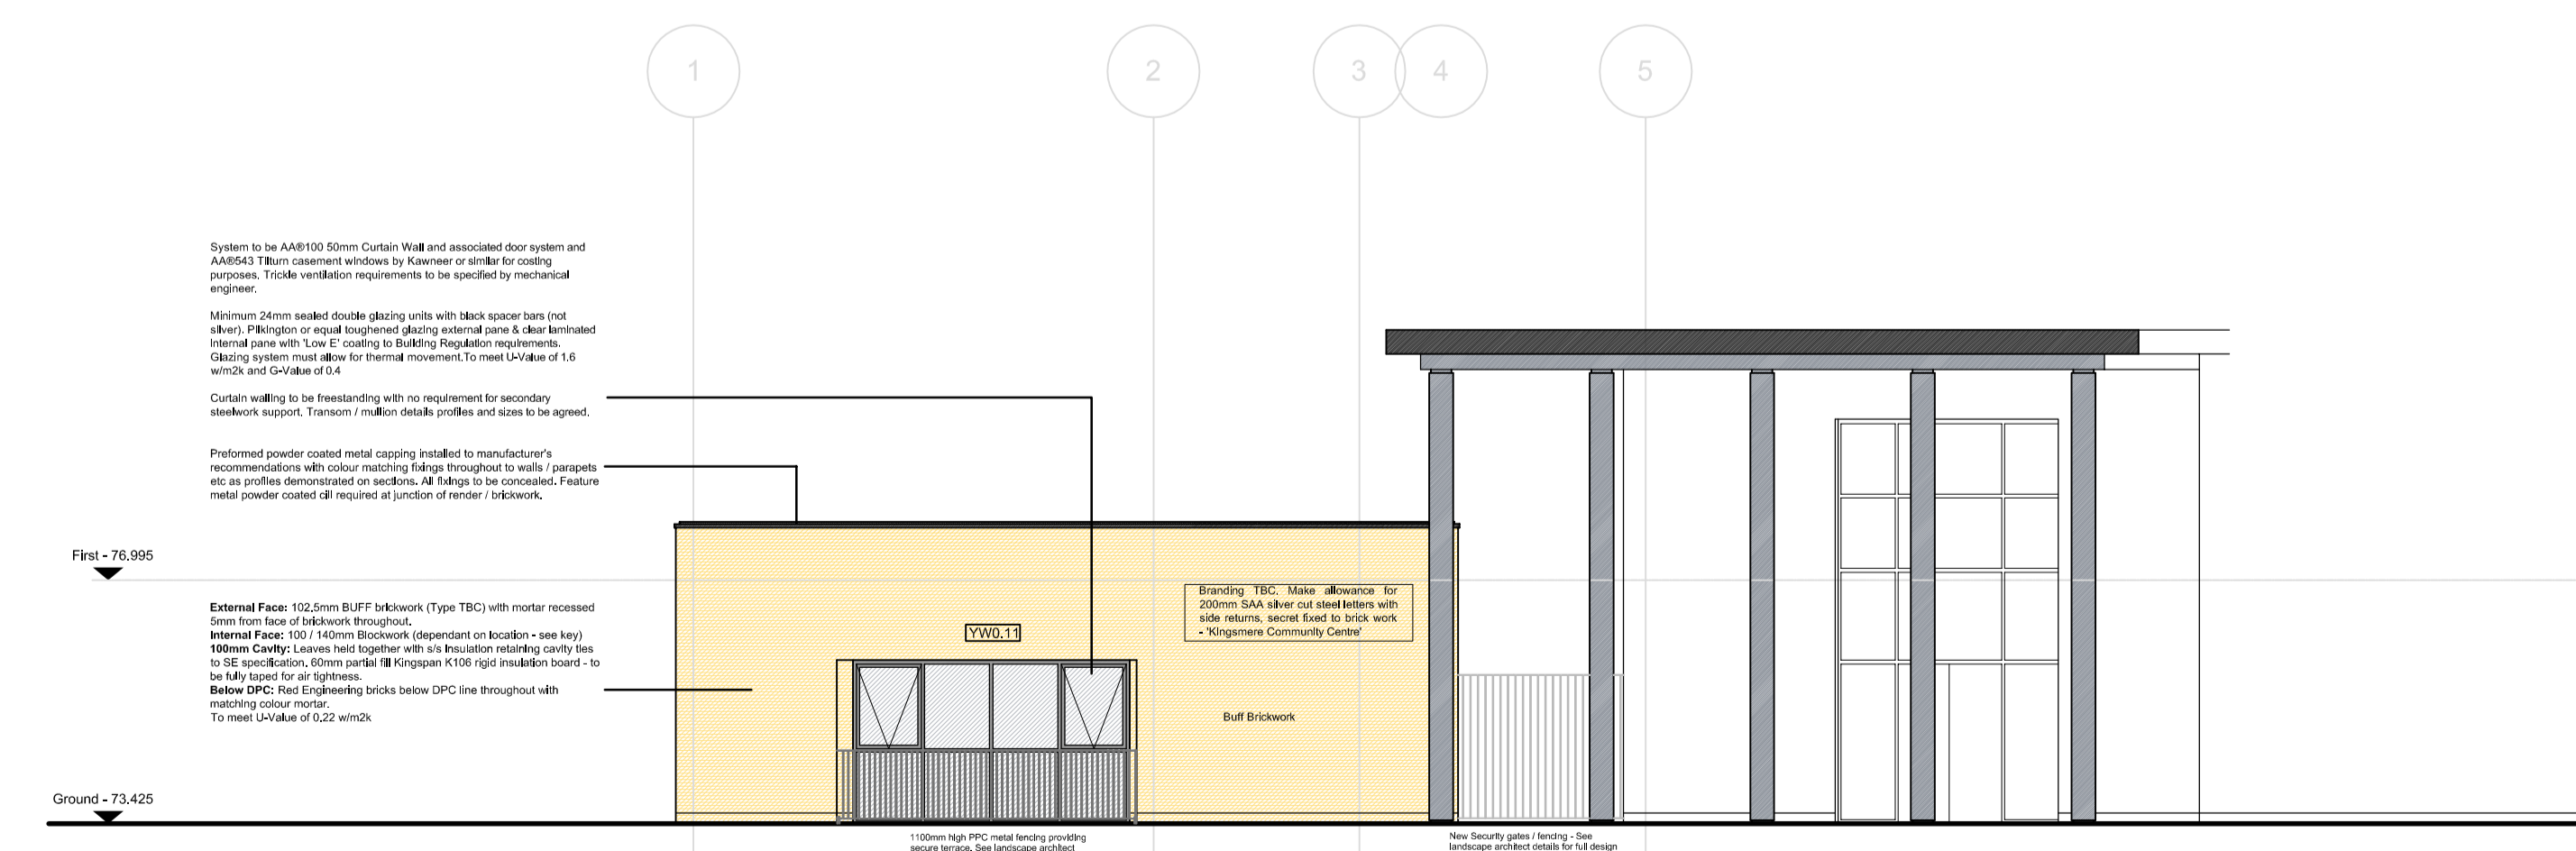 1
2
3
4
5
System to be AA®100 50mm Curtain Wall and associated door system and
AA®543 Tilturn casement windows by Kawneer or similar for costing
purposes. Trickle ventilation requirements to be specified by mechanical
engineer.
Minimum 24mm sealed double glazing units with black spacer bars (not
silver). Pilkington or equal toughened glazing external pane & clear laminated
internal pane with 'Low E' coating to Building Regulation requirements.
Glazing system must allow for thermal movement.To meet U-Value of 1.6
w/m2k and G-Value of 0.4
Curtain walling to be freestanding with no requirement for secondary
steelwork support. Transom / mullion details profiles and sizes to be agreed.
Preformed powder coated metal capping installed to manufacturer's
recommendations with colour matching fixings throughout to walls / parapets
etc as profiles demonstrated on sections. All fixings to be concealed. Feature
metal powder coated cill required at junction of render / brickwork.
First - 76.995
External Face: 102.5mm BUFF brickwork (Type TBC) with mortar recessed
5mm from face of brickwork throughout.
Internal Face: 100 / 140mm Blockwork (dependant on location - see key)
100mm Cavity: Leaves held together with s/s insulation retaining cavity ties
to SE specification. 60mm partial fill Kingspan K106 rigid insulation board - to
be fully taped for air tightness.
Below DPC: Red Engineering bricks below DPC line throughout with
matching colour mortar.
To meet U-Value of 0.22 w/m2k
Ground - 73.425
YW0.11
Branding TBC. Make allowance for
200mm SAA silver cut steel letters with
side returns, secret fixed to brick work
- 'Kingsmere Community Centre'
Buff Brickwork
1100mm high PPC metal fencing providing
secure terrace. See landscape architect
New Security gates / fencing - See
landscape architect details for full design